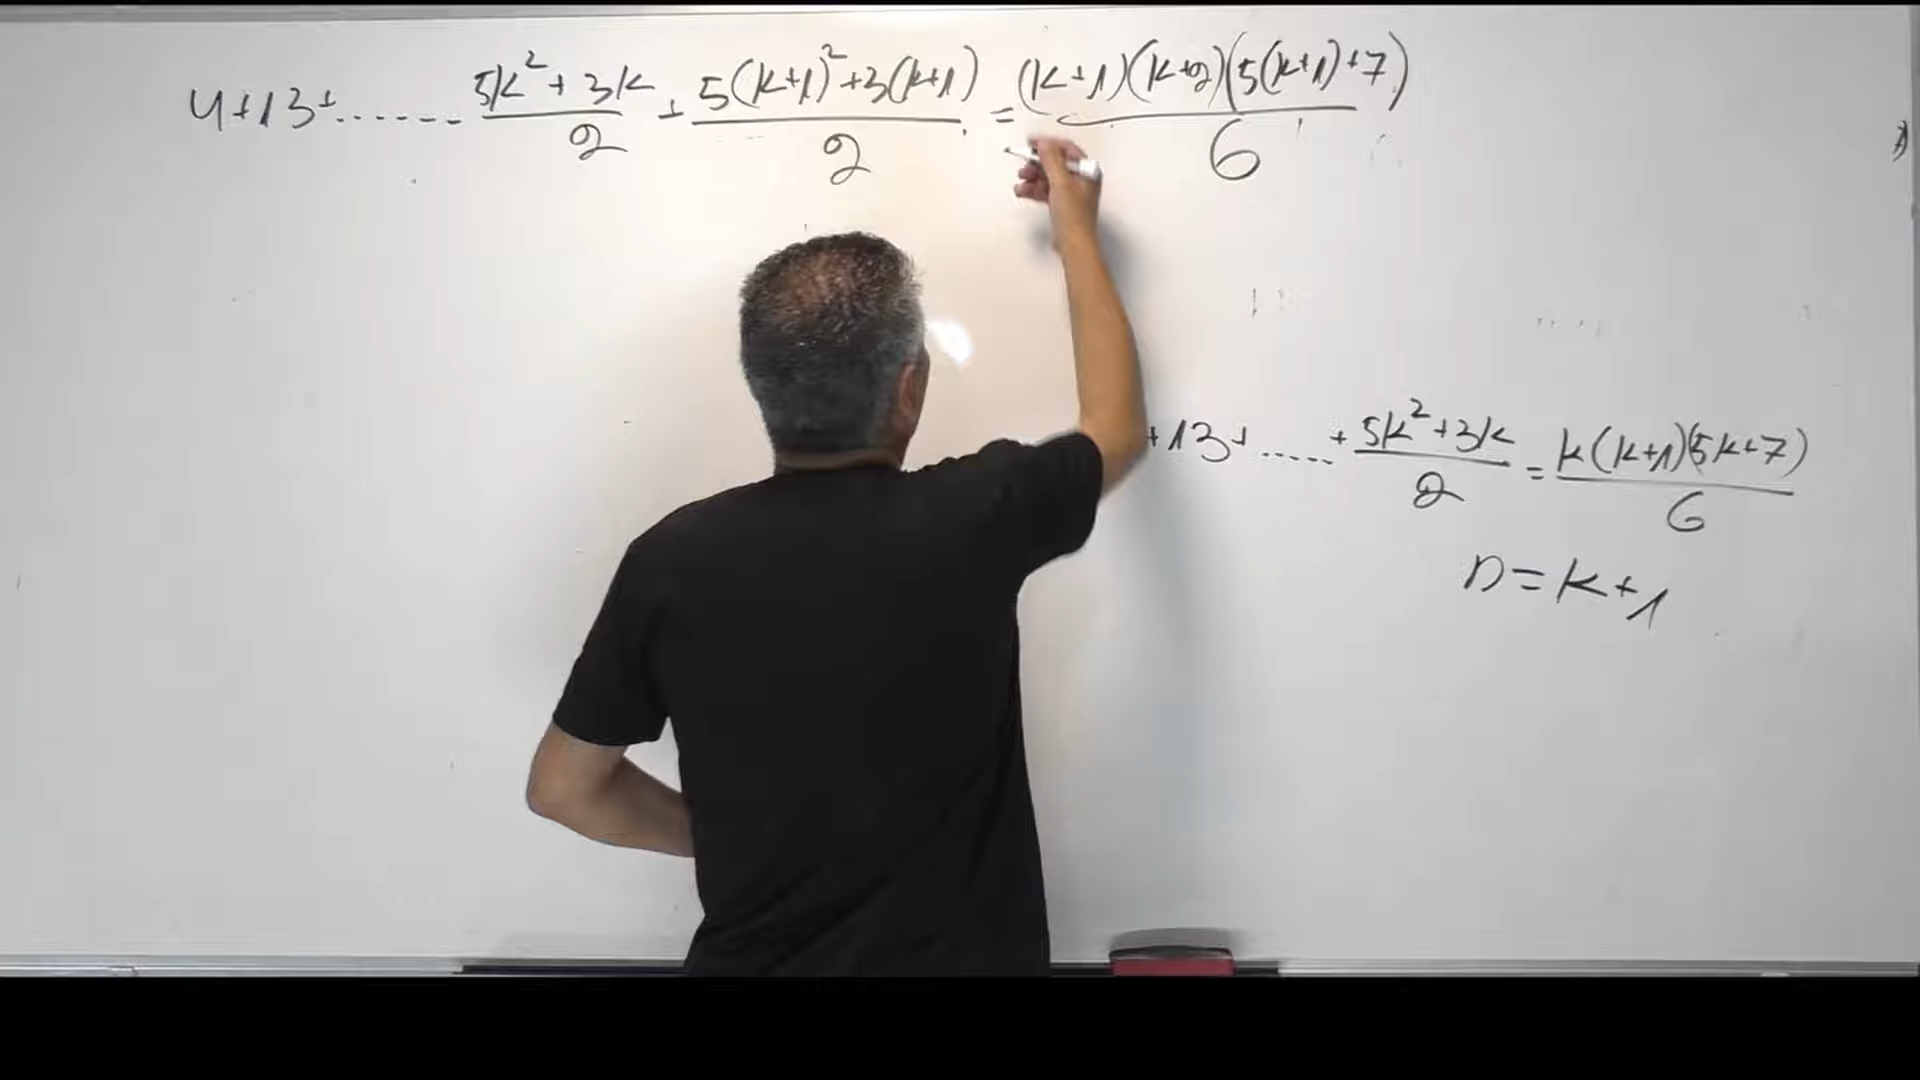 4+13+...... (5k²+3k)/2 + (5(k+1)²+3(k+1))/2 = ((k+1)(k+2)(5(k+1)+7))/6
+13+.....+ (5k²+3k)/2 = (k(k+1)(5k+7))/6
n=k+1